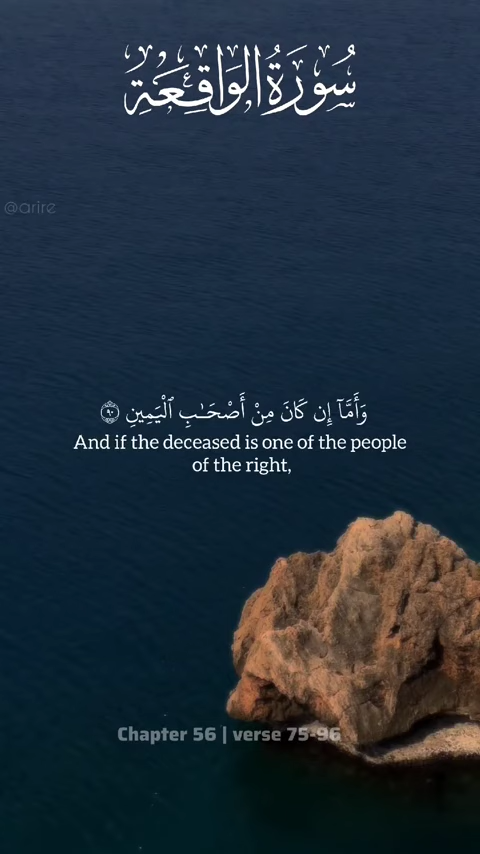 سُورَةُ الوَاقِعَةِ
@arire
وَأَمَّآ إِن كَانَ مِنْ أَصْحَـٰبِ ٱلْيَمِينِ ٩٠
And if the deceased is one of the people
of the right,
Chapter 56 | verse 75-96